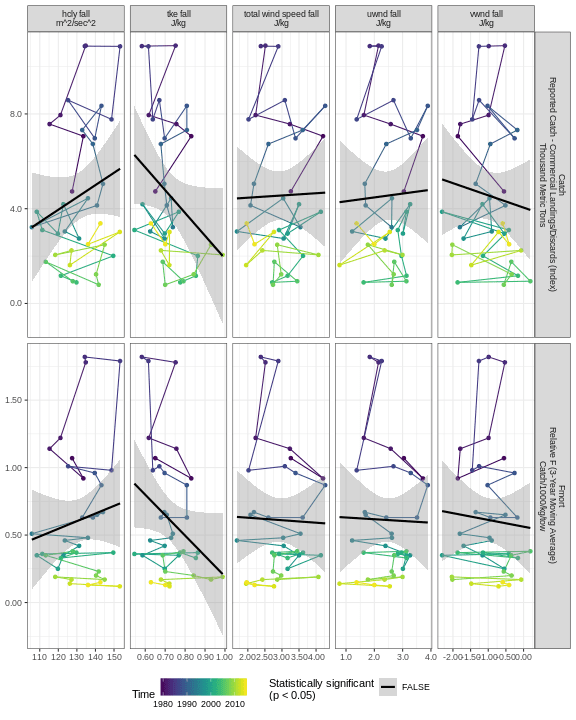 hcly fall
m^2/sec^2
tke fall
J/kg
total wind speed fall
J/kg
uwnd fall
J/kg
vwnd fall
J/kg
8.0
4.0
0.0
Catch
Reported Catch - Commercial Landings/Discards (Index)
Thousand Metric Tons
1.50
1.00
0.50
0.00
Fmort
Relative F (3-Year Moving Average)
Catch/1000/kg/tow
110 120 130 140 150
0.60 0.70 0.80 0.90 1.00
2.00 2.50 3.00 3.50 4.00
1.0 2.0 3.0 4.0
-2.00 -1.50 -1.00 -0.50 0.00
Time
1980 1990 2000 2010
Statistically significant
(p < 0.05)
FALSE